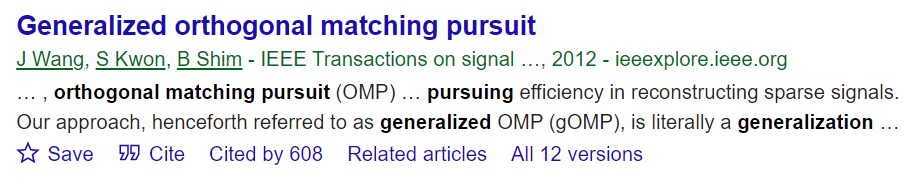 Generalized orthogonal matching pursuit
J Wang, S Kwon, B Shim - IEEE Transactions on signal …, 2012 - ieeexplore.ieee.org
… , orthogonal matching pursuit (OMP) … pursuing efficiency in reconstructing sparse signals.
Our approach, henceforth referred to as generalized OMP (gOMP), is literally a generalization …
Save Cite Cited by 608 Related articles All 12 versions